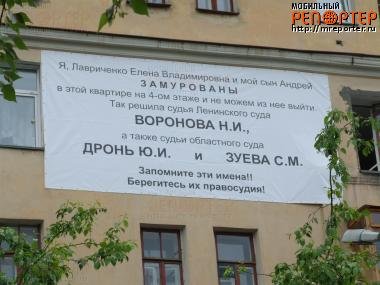 МОБИЛЬНЫЙ
РЕПОРТЕР
http://mreporter.ru
Я, Лавриченко Елена Владимировна и мой сын Андрей
ЗАМУРОВАНЫ
в этой квартире на 4-ом этаже и не можем из нее выйти.
Так решила судья Ленинского суда
ВОРОНОВА Н.И.,
а также судьи областного суда
ДРОНЬ Ю.И. и ЗУЕВА С.М.
Запомните эти имена!!
Берегитесь их правосудия!